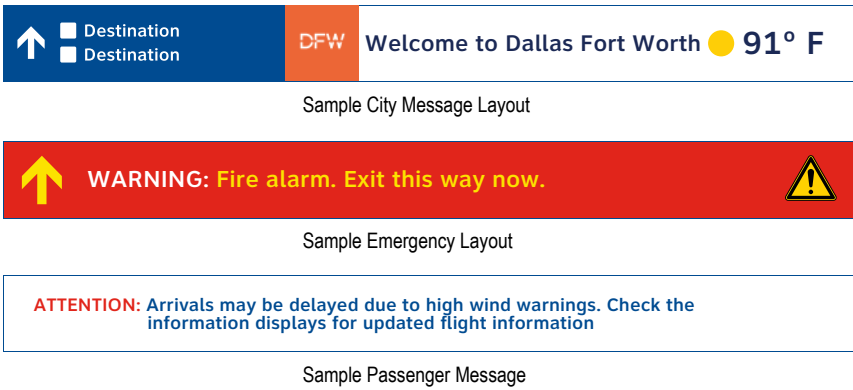 Destination
Destination
DFW
Welcome to Dallas Fort Worth 91° F
Sample City Message Layout
WARNING: Fire alarm. Exit this way now.
Sample Emergency Layout
ATTENTION: Arrivals may be delayed due to high wind warnings. Check the
information displays for updated flight information
Sample Passenger Message